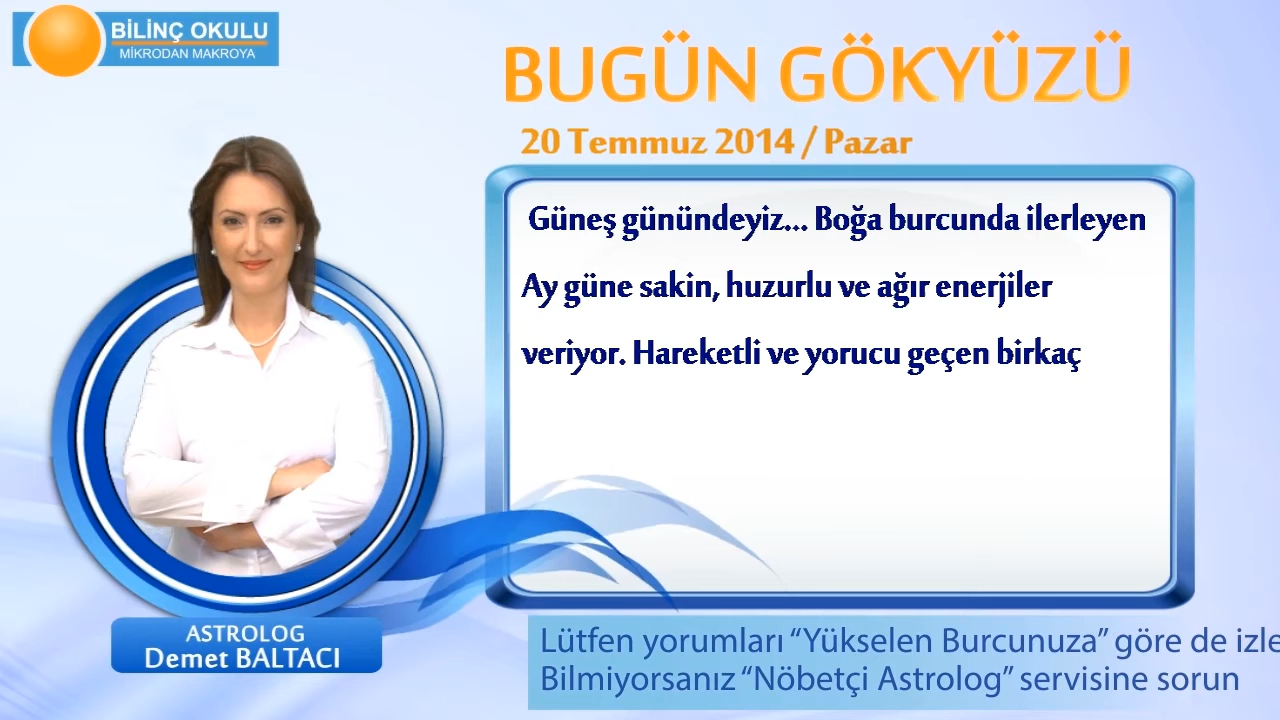 BİLİNÇ OKULU
MİKRODAN MAKROYA
BUGÜN GÖKYÜZÜ
20 Temmuz 2014 / Pazar
Güneş günündeyiz... Boğa burcunda ilerleyen
Ay güne sakin, huzurlu ve ağır enerjiler
veriyor. Hareketli ve yorucu geçen birkaç
ASTROLOG
Demet BALTACI
Lütfen yorumları “Yükselen Burcunuza” göre de izle
Bilmiyorsanız “Nöbetçi Astrolog” servisine sorun